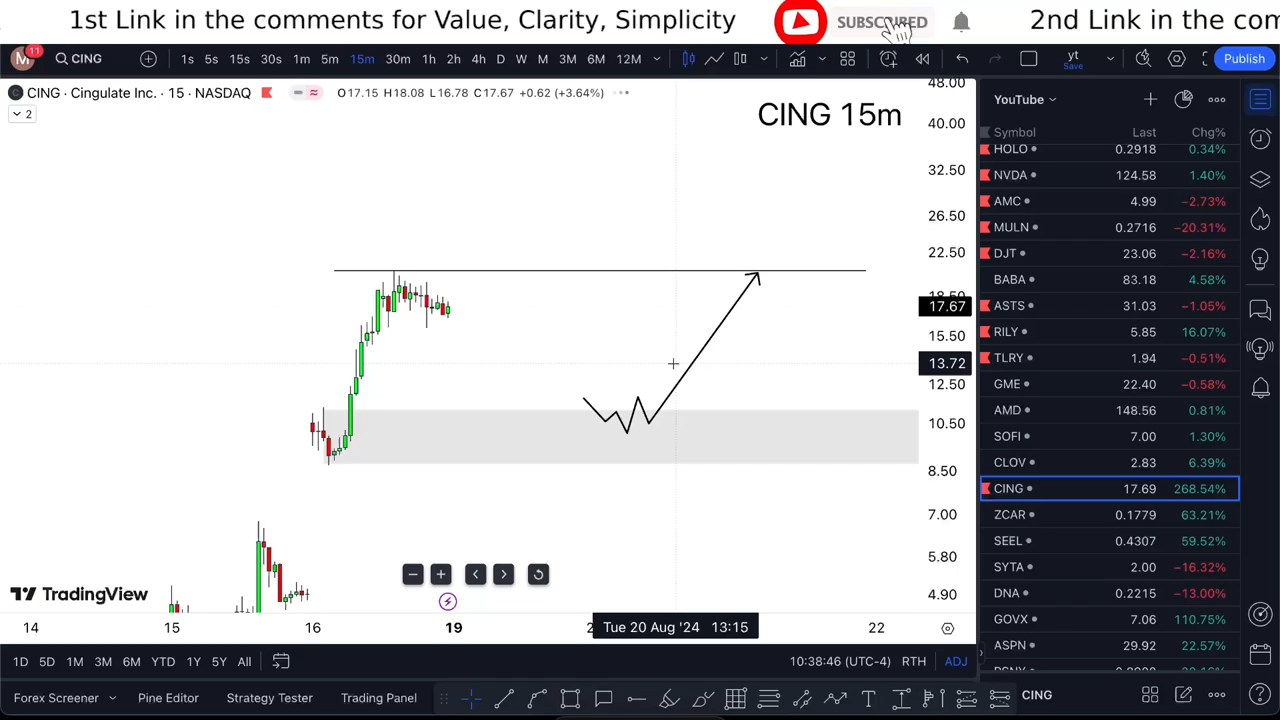 1st Link in the comments for Value, Clarity, Simplicity SUBSCRIBED 2nd Link in the con
M 11 CING 1s 5s 15s 30s 1m 5m 15m 30m 1h 2h 4h D W M 3M 6M 12M yt Save Publish
CING · Cingulate Inc. · 15 · NASDAQ O17.15 H18.08 L16.78 C17.67 +0.62 (+3.64%)
2
CING 15m
48.00
40.00
32.50
26.50
22.50
17.67
15.50
13.72
12.50
10.50
8.50
7.00
5.80
4.90
TradingView
14 15 16 19 Tue 20 Aug '24 13:15 22
1D 5D 1M 3M 6M YTD 1Y 5Y All 10:38:46 (UTC-4) RTH ADJ
Forex Screener Pine Editor Strategy Tester Trading Panel
YouTube
Symbol Last Chg%
HOLO 0.2918 0.34%
NVDA 124.58 1.40%
AMC 4.99 −2.73%
MULN 0.2716 −20.31%
DJT 23.06 −2.16%
BABA 83.18 4.58%
ASTS 31.03 −1.05%
RILY 5.85 16.07%
TLRY 1.94 −0.51%
GME 22.40 −0.58%
AMD 148.56 0.81%
SOFI 7.00 1.30%
CLOV 2.83 6.39%
CING 17.69 268.54%
ZCAR 0.1779 63.21%
SEEL 0.4307 59.52%
SYTA 2.00 −16.32%
DNA 0.2215 −13.00%
GOVX 7.06 110.75%
ASPN 29.92 22.57%
CING